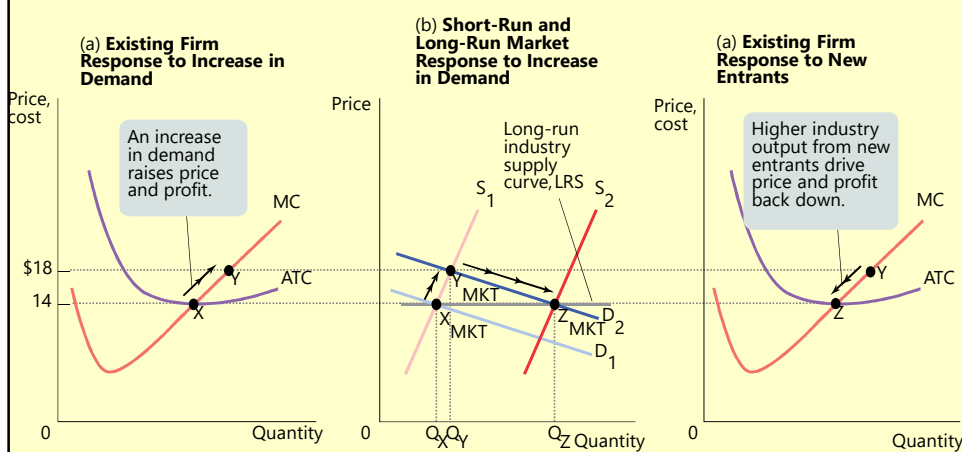 (a) Existing Firm
Response to Increase in
Demand
Price,
cost
An increase
in demand
raises price
and profit.
MC
ATC
$18
14
Y
X
0
Quantity
(b) Short-Run and
Long-Run Market
Response to Increase
in Demand
Price
Long-run
industry
supply
curve, LRS
S1
S2
Y
MKT
X
MKT
Z
MKT
D2
D1
0
QX
QY
QZ
Quantity
(a) Existing Firm
Response to New
Entrants
Price,
cost
Higher industry
output from new
entrants drive
price and profit
back down.
MC
ATC
Y
Z
0
Quantity